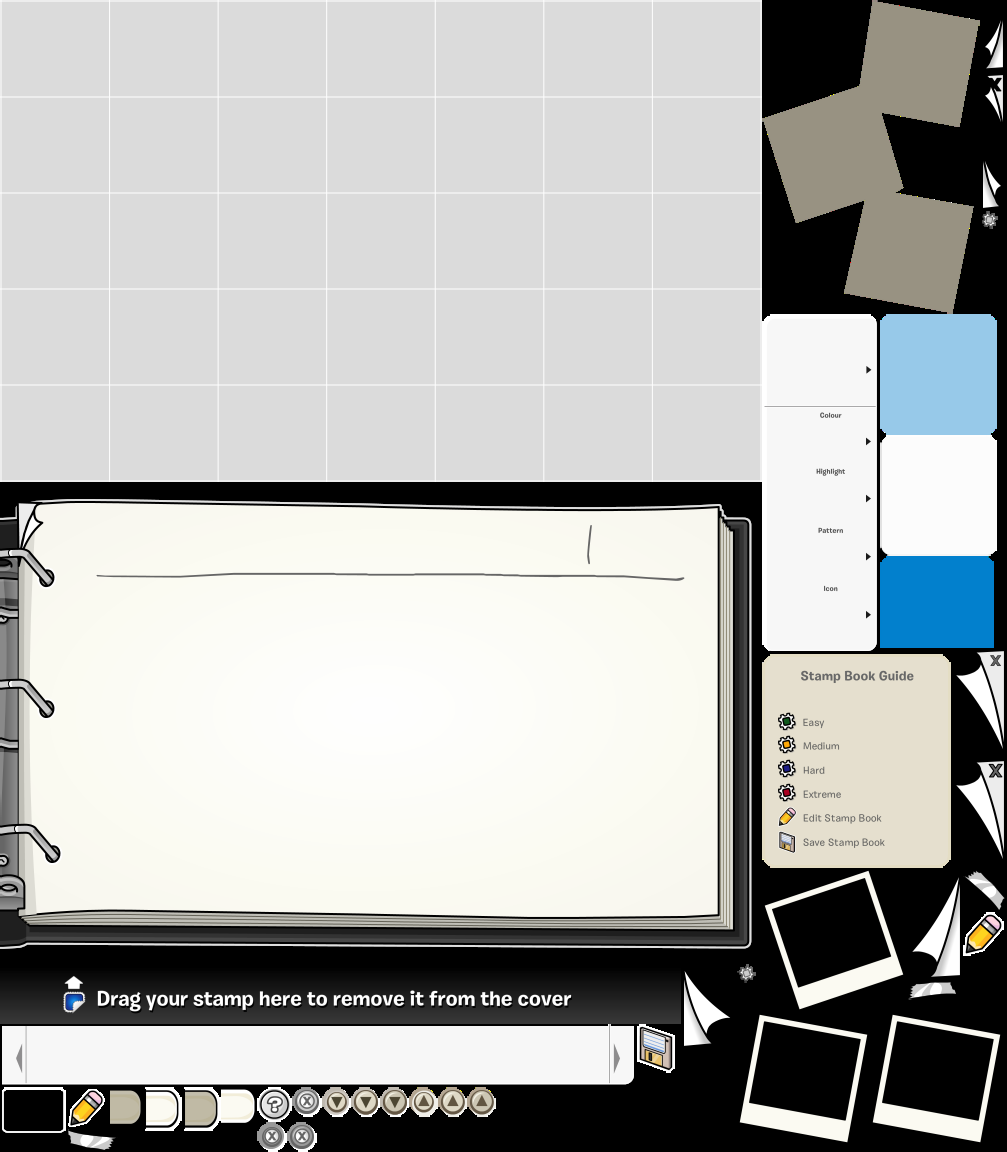 Colour
Highlight
Pattern
Icon
Stamp Book Guide
Easy
Medium
Hard
Extreme
Edit Stamp Book
Save Stamp Book
X
X
X
Drag your stamp here to remove it from the cover
?
X
X
X